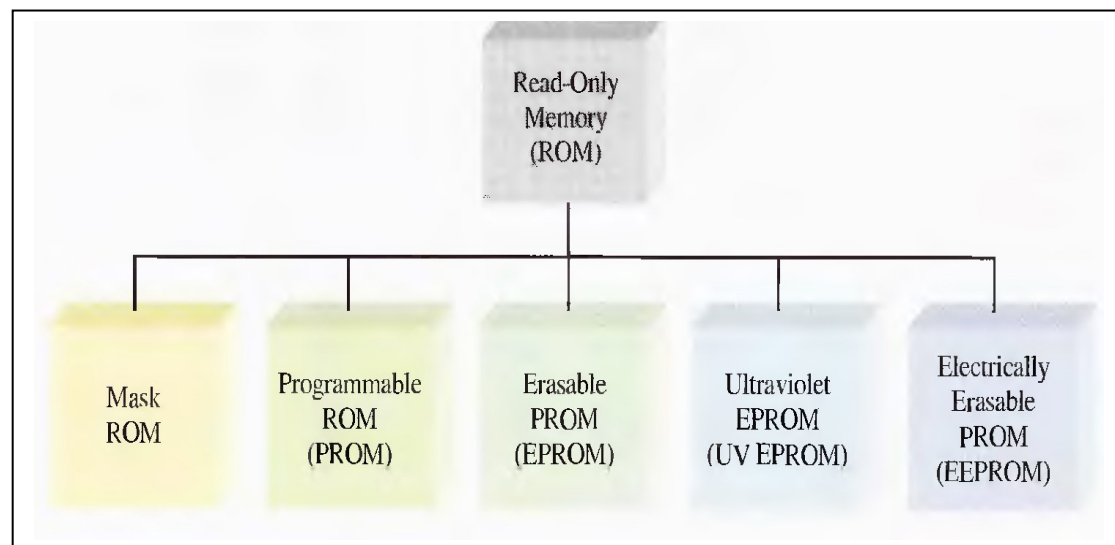 Read-Only
Memory
(ROM)
Mask
ROM
Programmable
ROM
(PROM)
Erasable
PROM
(EPROM)
Ultraviolet
EPROM
(UV EPROM)
Electrically
Erasable
PROM
(EEPROM)